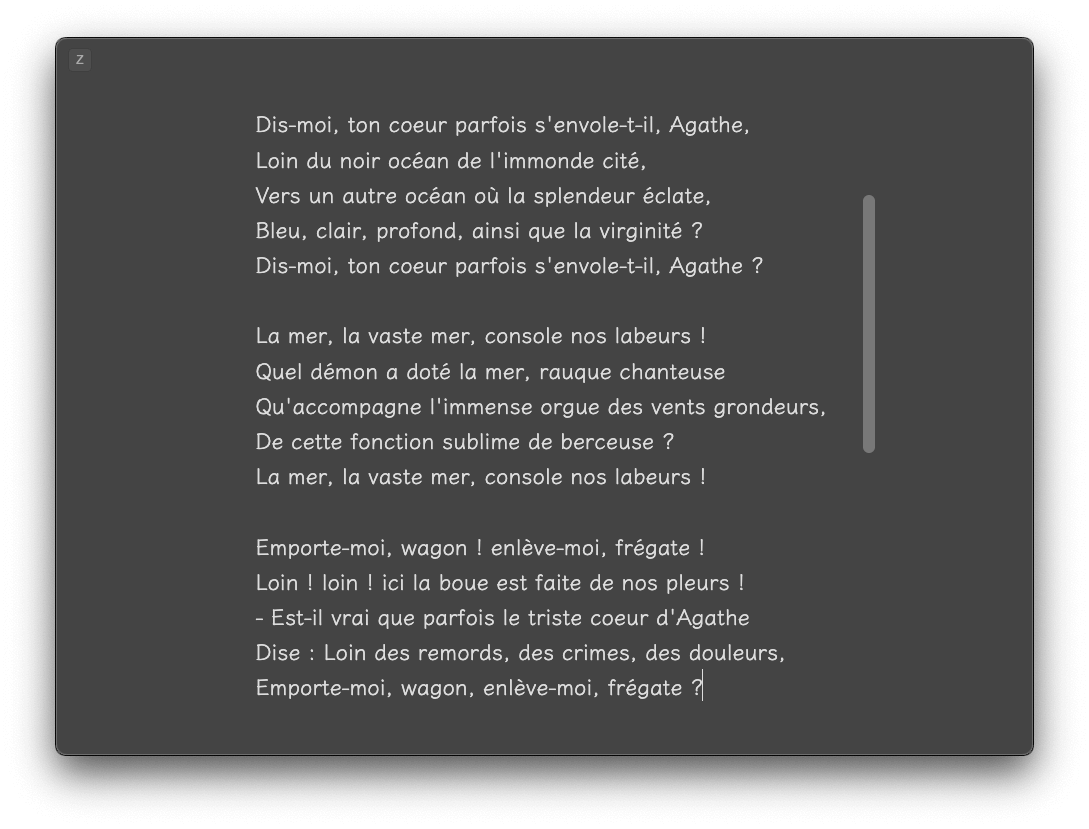 Z
Dis-moi, ton coeur parfois s'envole-t-il, Agathe,
Loin du noir océan de l'immonde cité,
Vers un autre océan où la splendeur éclate,
Bleu, clair, profond, ainsi que la virginité ?
Dis-moi, ton coeur parfois s'envole-t-il, Agathe ?

La mer, la vaste mer, console nos labeurs !
Quel démon a doté la mer, rauque chanteuse
Qu'accompagne l'immense orgue des vents grondeurs,
De cette fonction sublime de berceuse ?
La mer, la vaste mer, console nos labeurs !

Emporte-moi, wagon ! enlève-moi, frégate !
Loin ! loin ! ici la boue est faite de nos pleurs !
- Est-il vrai que parfois le triste coeur d'Agathe
Dise : Loin des remords, des crimes, des douleurs,
Emporte-moi, wagon, enlève-moi, frégate ?